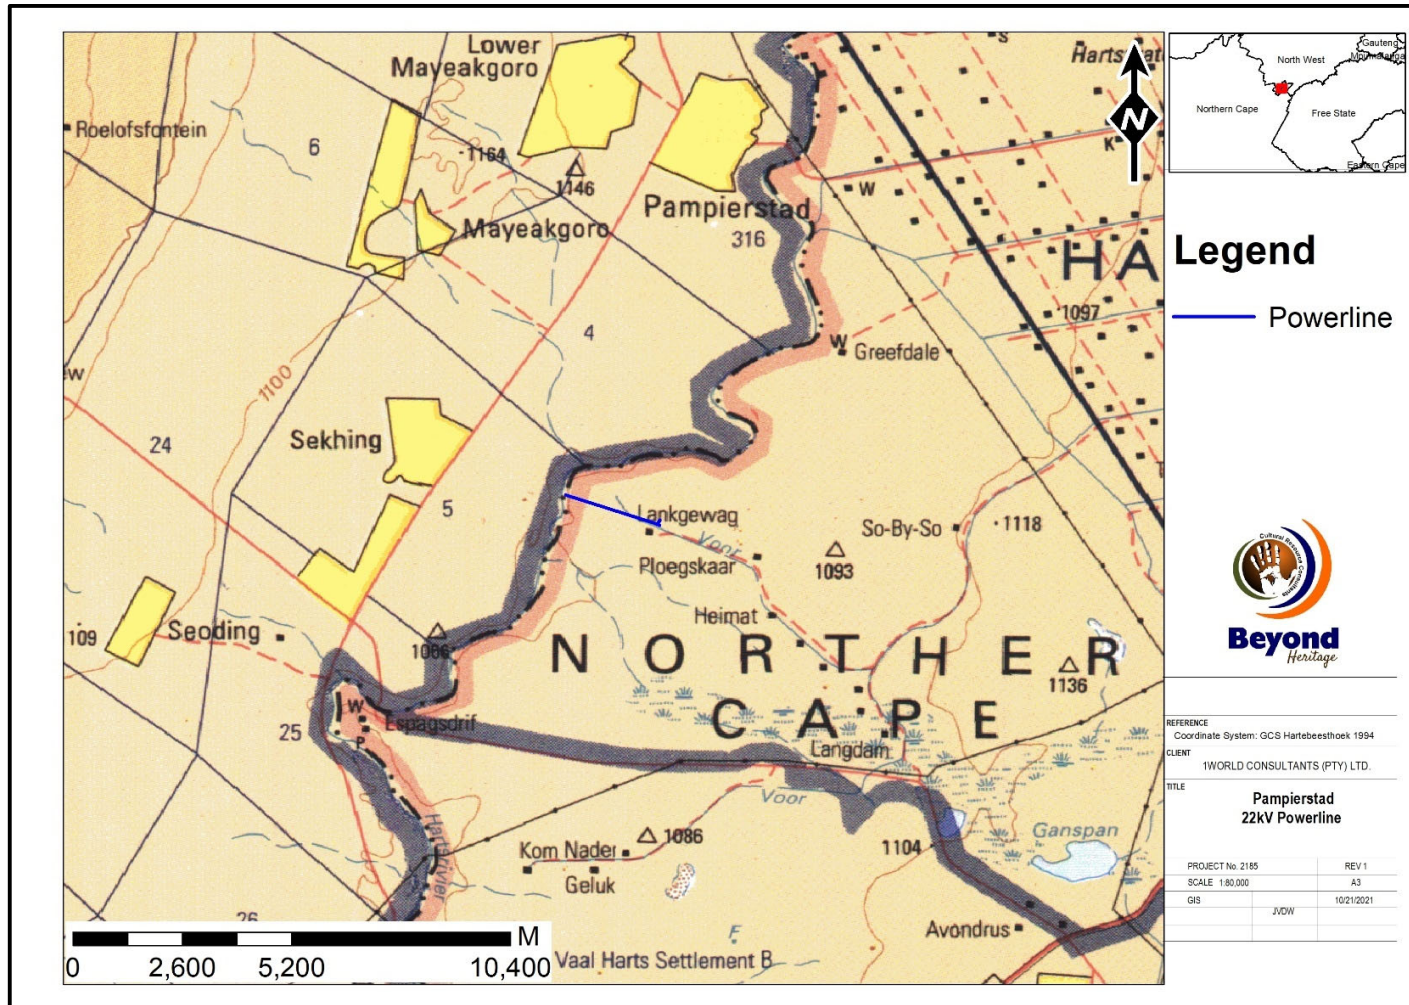 Lower
Mayeakgoro
Roelofsfontein
6
1164
1146
Pampierstad
316
Mayeakgoro
W
K
S
HA
1097
4
W
Greefdale
1100
24
Sekhing
5
Lankgewag
Voor
Ploegskaar
So-By-So
1118
1093
Heimat
109
Seoding
NORTHER
CAPE
1136
W
Espagsdrif
P
25
Langdam
Voor
Ganspan
1086
1104
Kom Nader
Geluk
26
F
Avondrus
Vaal Harts Settlement B
0 2,600 5,200 10,400
M
N
North West
Gauteng
Mpumalanga
Northern Cape
Free State
Eastern Cape
Legend
Powerline
Cultural Resource Consultants
Beyond
Heritage
REFERENCE
Coordinate System: GCS Hartebeesthoek 1994
CLIENT
1WORLD CONSULTANTS (PTY) LTD.
TITLE
Pampierstad
22kV Powerline
PROJECT No. 2185 REV 1
SCALE 1:80,000 A3
GIS JVDW 10/21/2021